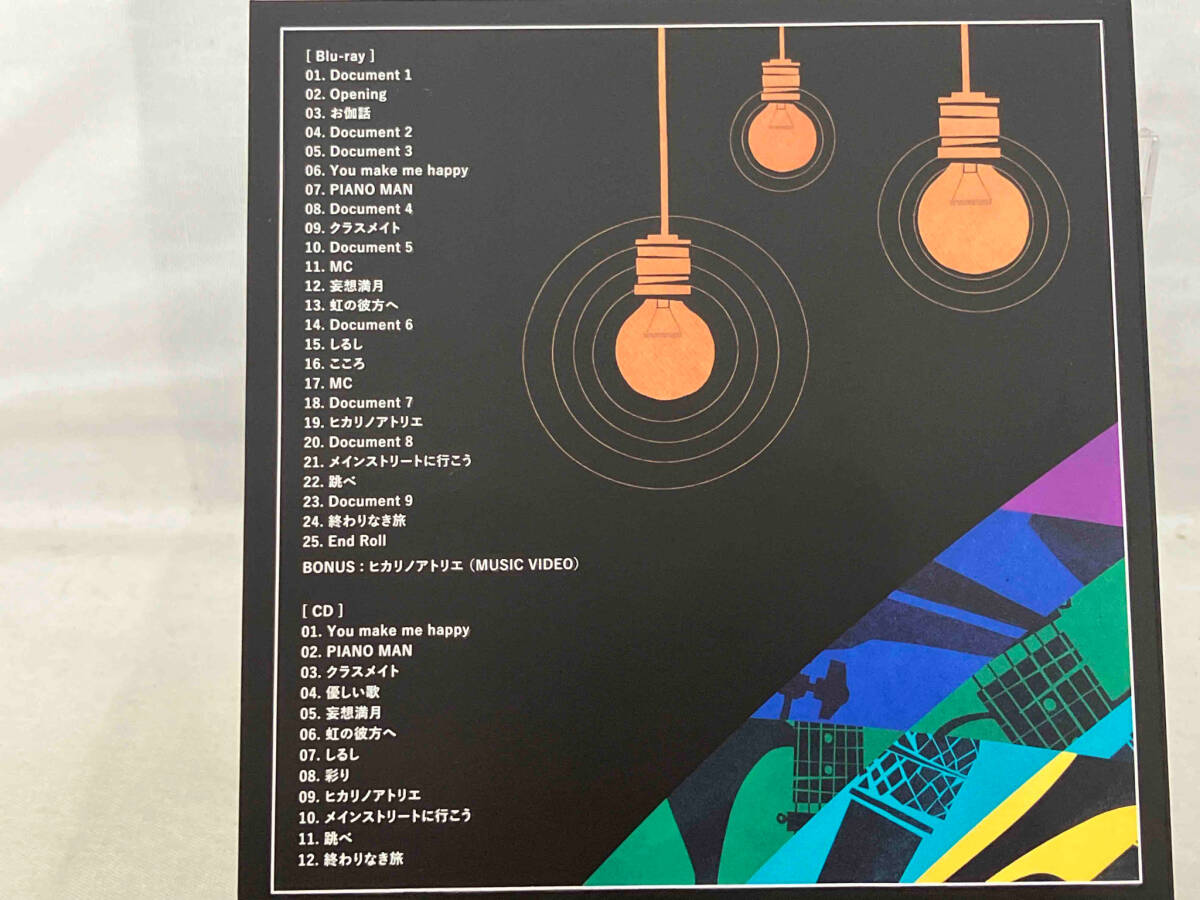 [ Blu-ray ]
01. Document 1
02. Opening
03. お伽話
04. Document 2
05. Document 3
06. You make me happy
07. PIANO MAN
08. Document 4
09. クラスメイト
10. Document 5
11. MC
12. 妄想満月
13. 虹の彼方へ
14. Document 6
15. しるし
16. こころ
17. MC
18. Document 7
19. ヒカリノアトリエ
20. Document 8
21. メインストリートに行こう
22. 跳べ
23. Document 9
24. 終わりなき旅
25. End Roll
BONUS : ヒカリノアトリエ (MUSIC VIDEO)
[ CD ]
01. You make me happy
02. PIANO MAN
03. クラスメイト
04. 優しい歌
05. 妄想満月
06. 虹の彼方へ
07. しるし
08. 彩り
09. ヒカリノアトリエ
10. メインストリートに行こう
11. 跳べ
12. 終わりなき旅